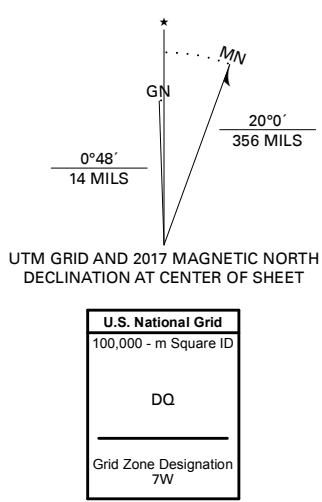 ★
MN
GN
0°48´
14 MILS
20°0´
356 MILS
UTM GRID AND 2017 MAGNETIC NORTH
DECLINATION AT CENTER OF SHEET
U.S. National Grid
100,000 - m Square ID
DQ
Grid Zone Designation
7W